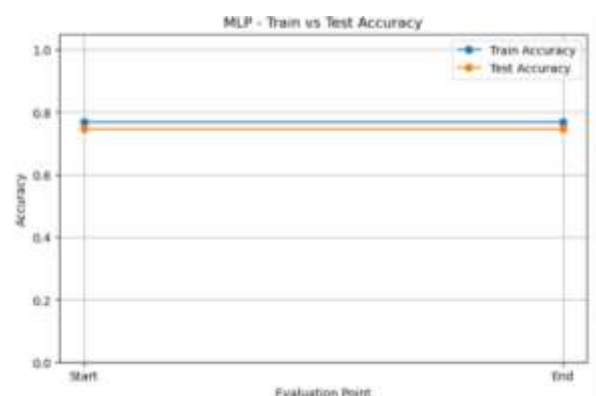 MLP - Train vs Test Accuracy
1.0
Train Accuracy
Test Accuracy
0.8
0.6
Accuracy
0.4
0.2
0.0
Start
End
Evaluation Point